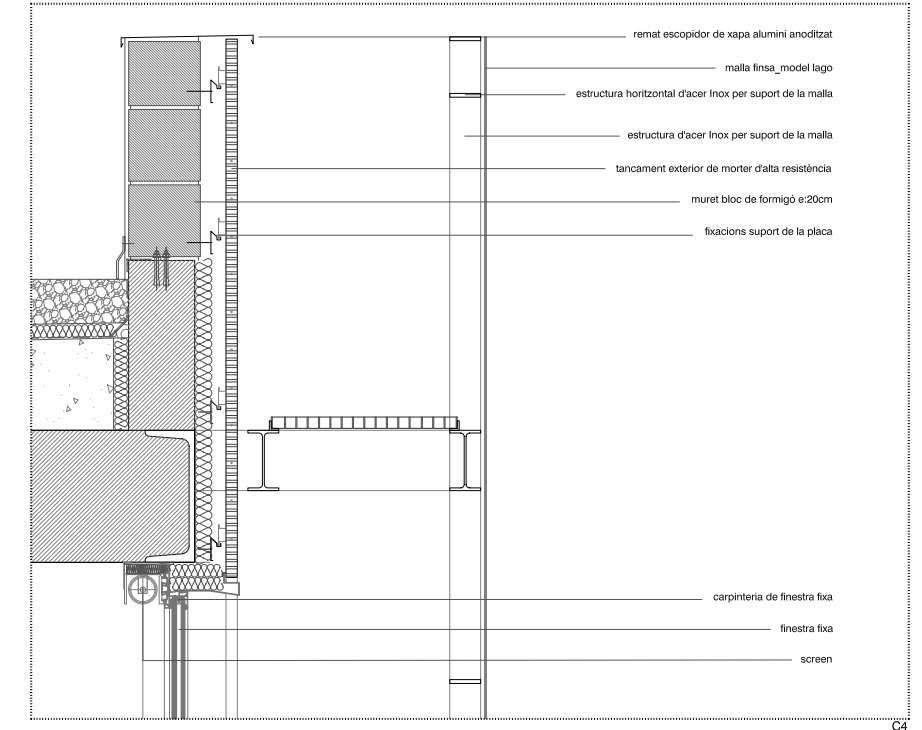 remat escopidor de xapa alumini anoditzat
malla finsa_model lago
estructura horitzontal d'acer Inox per suport de la malla
estructura d'acer Inox per suport de la malla
tancament exterior de morter d'alta resistència
muret bloc de formigó e:20cm
fixacions suport de la placa
carpinteria de finestra fixa
finestra fixa
screen
C4